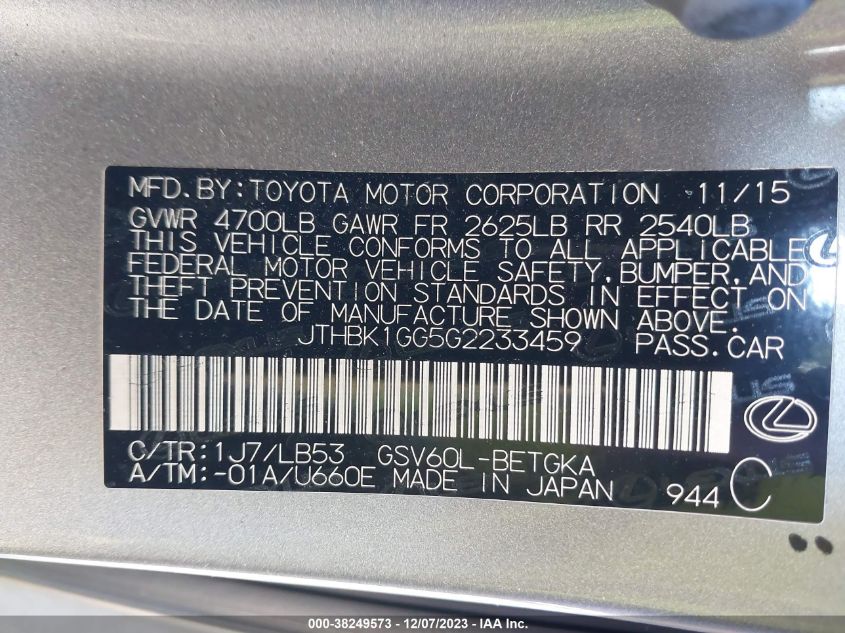 MFD.BY:TOYOTA MOTOR CORPORATION 11/15
GVWR 4700LB GAWR FR 2625LB RR 2540LB
THIS VEHICLE CONFORMS TO ALL APPLICABLE
FEDERAL MOTOR VEHICLE SAFETY,BUMPER,AND
THEFT PREVENTION STANDARDS IN EFFECT ON
THE DATE OF MANUFACTURE SHOWN ABOVE.
JTHBK1GG5G2233459 PASS.CAR
C/TR:1J7/LB53 GSV60L-BETGKA
A/TM:-01A/U660E MADE IN JAPAN 944 C
000-38249573 - 12/07/2023 - IAA Inc.